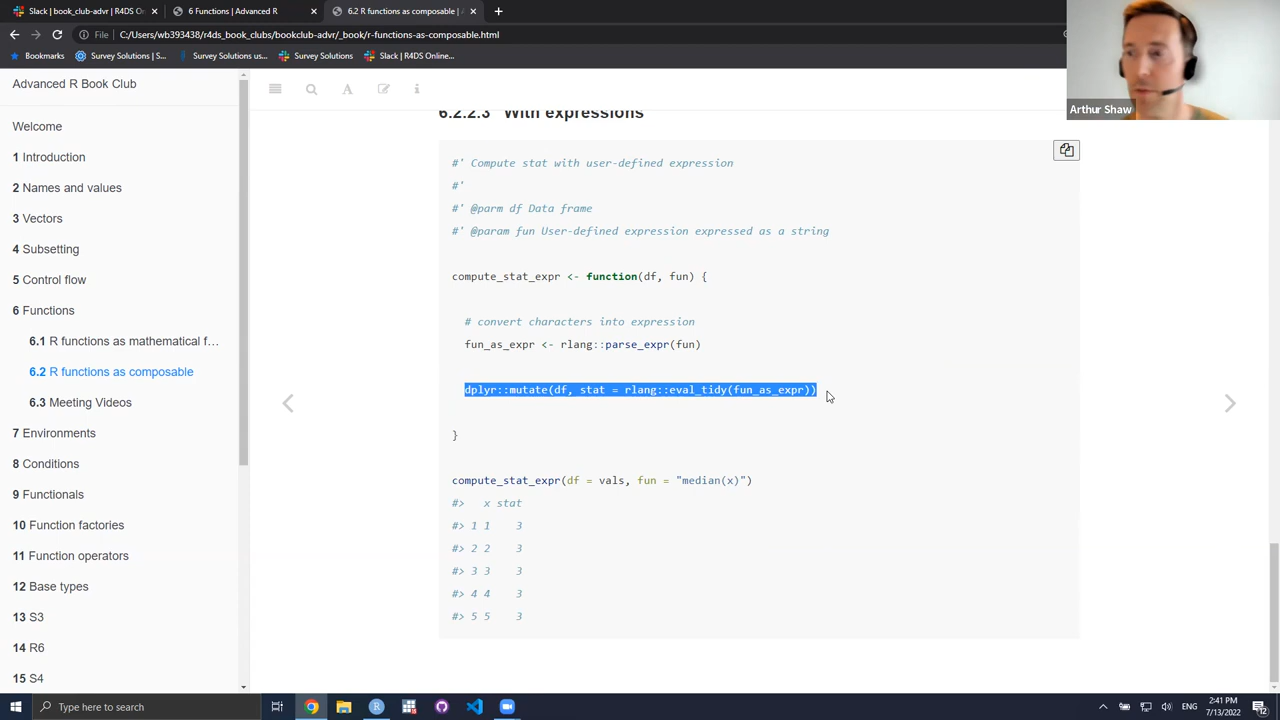 Slack | book_club-advr | R4DS O...
6 Functions | Advanced R
6.2 R functions as composable | A
C:/Users/wb393438/r4ds_book_clubs/bookclub-advr/_book/r-functions-as-composable.html
Bookmarks
Survey Solutions | S...
Survey Solutions us...
Survey Solutions
Slack | R4DS Online...
Arthur Shaw
Advanced R Book Club
Welcome
1 Introduction
2 Names and values
3 Vectors
4 Subsetting
5 Control flow
6 Functions
6.1 R functions as mathematical f...
6.2 R functions as composable
6.3 Meeting Videos
7 Environments
8 Conditions
9 Functionals
10 Function factories
11 Function operators
12 Base types
13 S3
14 R6
15 S4
6.2.2.3 With expressions
#' Compute stat with user-defined expression
#'
#' @parm df Data frame
#' @param fun User-defined expression expressed as a string
compute_stat_expr <- function(df, fun) {
# convert characters into expression
fun_as_expr <- rlang::parse_expr(fun)
dplyr::mutate(df, stat = rlang::eval_tidy(fun_as_expr))
}
compute_stat_expr(df = vals, fun = "median(x)")
#>   x stat
#> 1 1    3
#> 2 2    3
#> 3 3    3
#> 4 4    3
#> 5 5    3
Type here to search
ENG
2:41 PM
7/13/2022
12